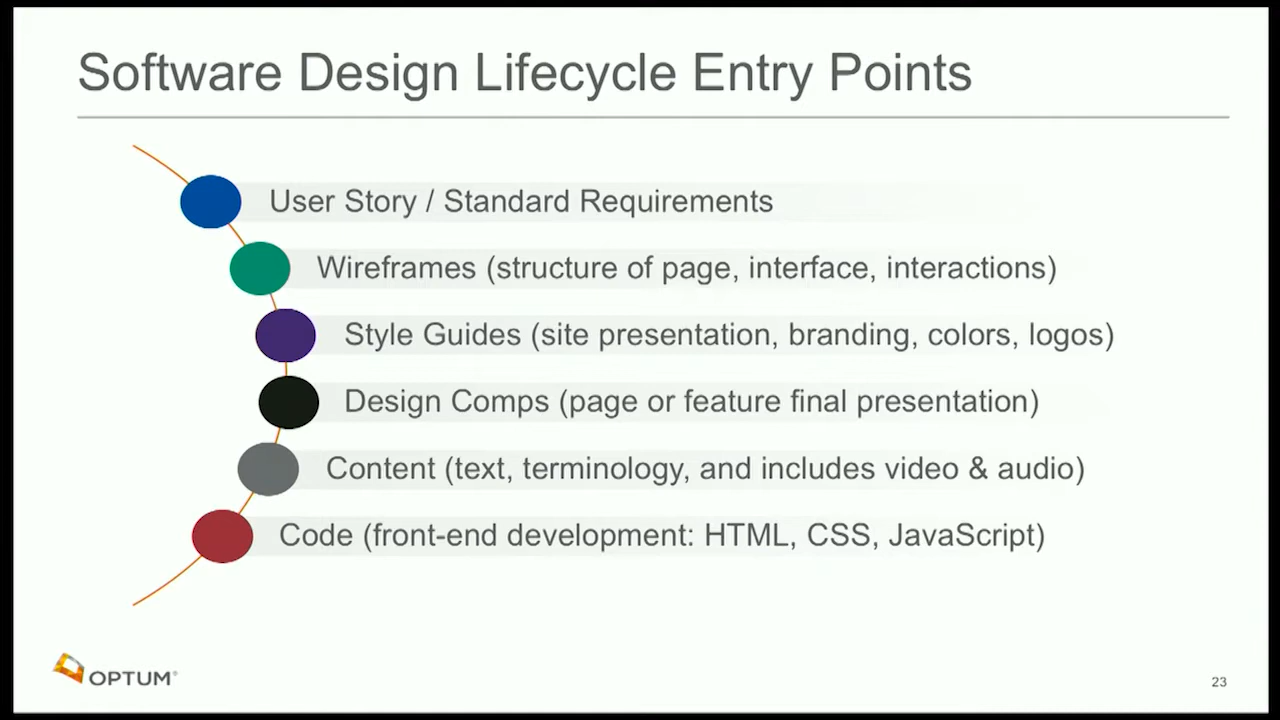 Software Design Lifecycle Entry Points
User Story / Standard Requirements
Wireframes (structure of page, interface, interactions)
Style Guides (site presentation, branding, colors, logos)
Design Comps (page or feature final presentation)
Content (text, terminology, and includes video & audio)
Code (front-end development: HTML, CSS, JavaScript)
OPTUM®
23